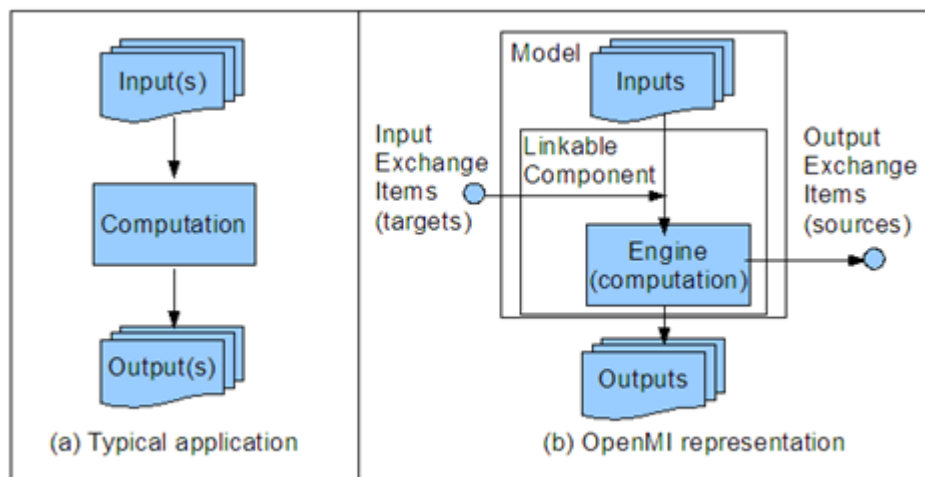 Input(s)
Computation
Output(s)
(a) Typical application
Model
Inputs
Input
Exchange
Items
(targets)
Linkable
Component
Engine
(computation)
Output
Exchange
Items
(sources)
Outputs
(b) OpenMI representation